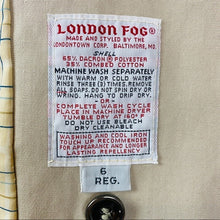 LONDON FOG®
MADE AND STYLED BY THE
LONDONTOWN CORP. BALTIMORE, MD.
SHELL
65% DACRON® POLYESTER
35% COMBED COTTON
MACHINE WASH SEPARATELY
WITH WARM OR COLD WATER
RINSE THREE (3) TIMES. REMOVE
ALL SOAPS. DO NOT SPIN DRY OR
WRING. HANG TO DRIP DRY.
- OR -
COMPLETE WASH CYCLE
PLACE IN MACHINE DRYER
TUMBLE DRY AT 160° F
DO NOT USE BLEACH
DRY CLEANABLE
WASHING AND COOL IRON
TOUCH UP RECOMMENDED
FOR APPEARANCE AND LONGER
LASTING REPELLENCY
6
REG.